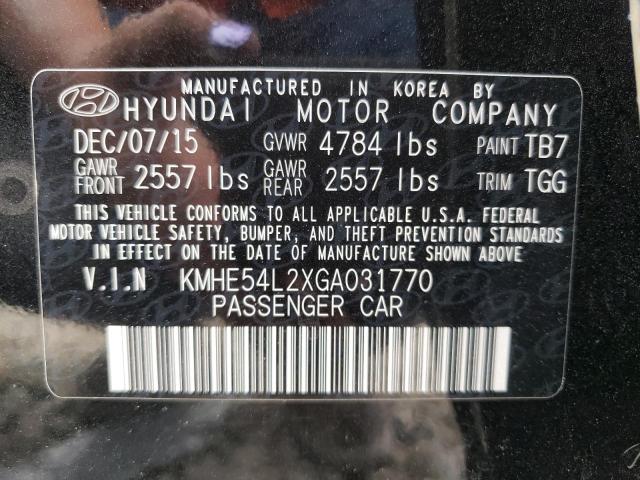 MANUFACTURED IN KOREA BY
HYUNDAI MOTOR COMPANY
DEC/07/15 GVWR 4784 lbs PAINT TB7
GAWR FRONT 2557 lbs GAWR REAR 2557 lbs TRIM TGG
THIS VEHICLE CONFORMS TO ALL APPLICABLE U.S.A. FEDERAL
MOTOR VEHICLE SAFETY, BUMPER, AND THEFT PREVENTION STANDARDS
IN EFFECT ON THE DATE OF MANUFACTURE SHOWN ABOVE.
V.I.N KMHE54L2XGA031770
PASSENGER CAR